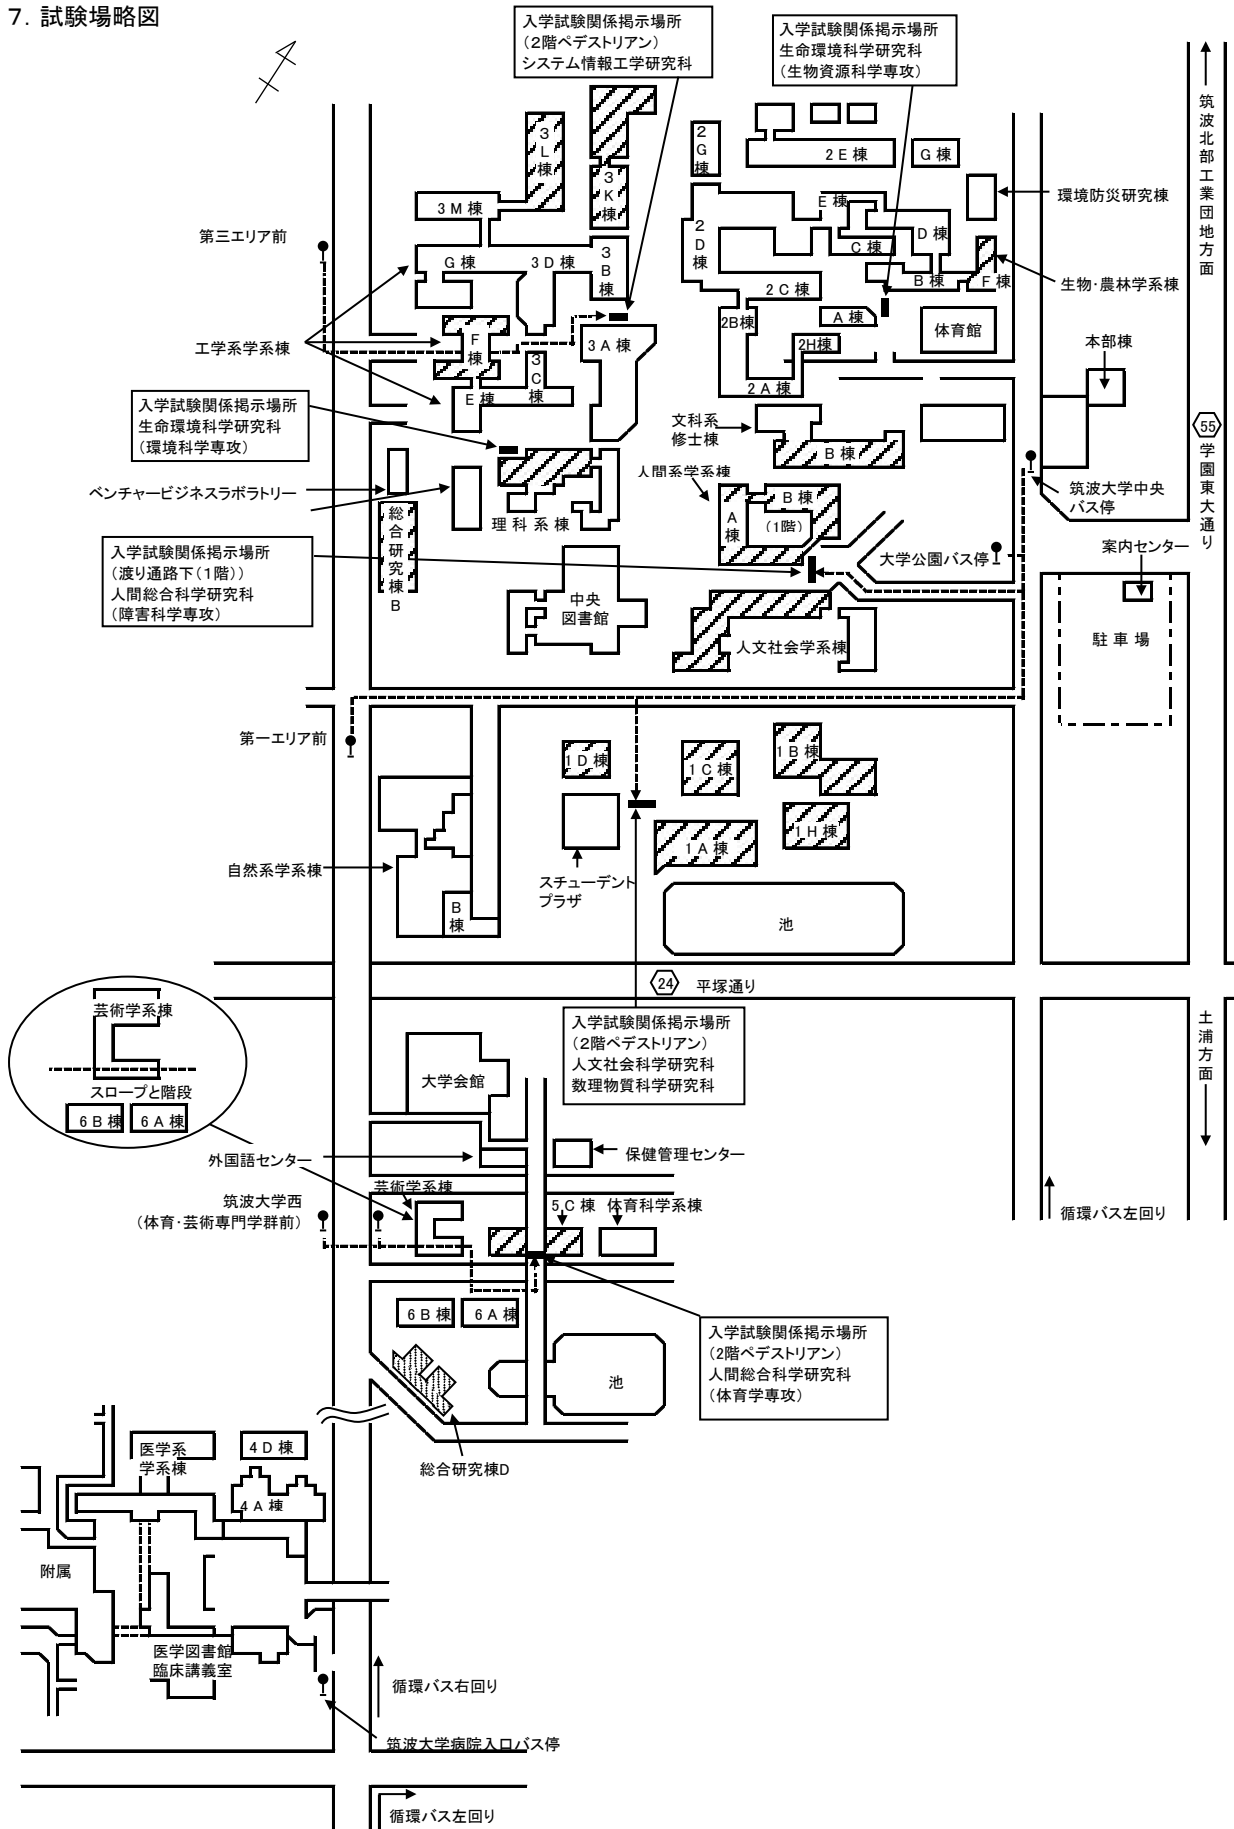 ７．試験場略図
入学試験関係掲示場所
（２階ペデストリアン）
システム情報工学研究科
入学試験関係掲示場所
生命環境科学研究科
（生物資源科学専攻）
筑波北部工業団地方面
３Ｌ棟
３Ｋ棟
２Ｇ棟
２Ｅ棟
Ｇ棟
環境防災研究棟
３Ｍ棟
Ｅ棟
第三エリア前
２Ｄ棟
Ｄ棟
Ｃ棟
Ｇ棟
３Ｄ棟
３Ｂ棟
Ｂ棟
Ｆ棟
生物・農林学系棟
２Ｃ棟
２Ｂ棟
Ａ棟
体育館
工学系学系棟
Ｆ棟
３Ａ棟
２Ｈ棟
本部棟
３Ｃ棟
２Ａ棟
Ｅ棟
入学試験関係掲示場所
生命環境科学研究科
（環境科学専攻）
文科系
修士棟
Ｂ棟
55
学園東大通り
人間系学系棟
ベンチャービジネスラボラトリー
総合研究棟Ｂ
理科系棟
Ａ棟
Ｂ棟
（１階）
筑波大学中央
バス停
入学試験関係掲示場所
（渡り通路下（１階））
人間総合科学研究科
（障害科学専攻）
大学公園バス停
案内センター
中央
図書館
人文社会学系棟
駐車場
第一エリア前
１Ｄ棟
１Ｃ棟
１Ｂ棟
１Ｈ棟
１Ａ棟
自然系学系棟
スチューデント
プラザ
Ｂ棟
池
24
平塚通り
芸術学系棟
スロープと階段
６Ｂ棟
６Ａ棟
入学試験関係掲示場所
（２階ペデストリアン）
人文社会科学研究科
数理物質科学研究科
土浦方面
大学会館
外国語センター
保健管理センター
芸術学系棟
筑波大学西
（体育・芸術専門学群前）
５Ｃ棟
体育科学系棟
循環バス左回り
６Ｂ棟
６Ａ棟
入学試験関係掲示場所
（２階ペデストリアン）
人間総合科学研究科
（体育学専攻）
池
総合研究棟Ｄ
医学系
学系棟
４Ｄ棟
４Ａ棟
附属
医学図書館
臨床講義室
循環バス右回り
筑波大学病院入口バス停
循環バス左回り